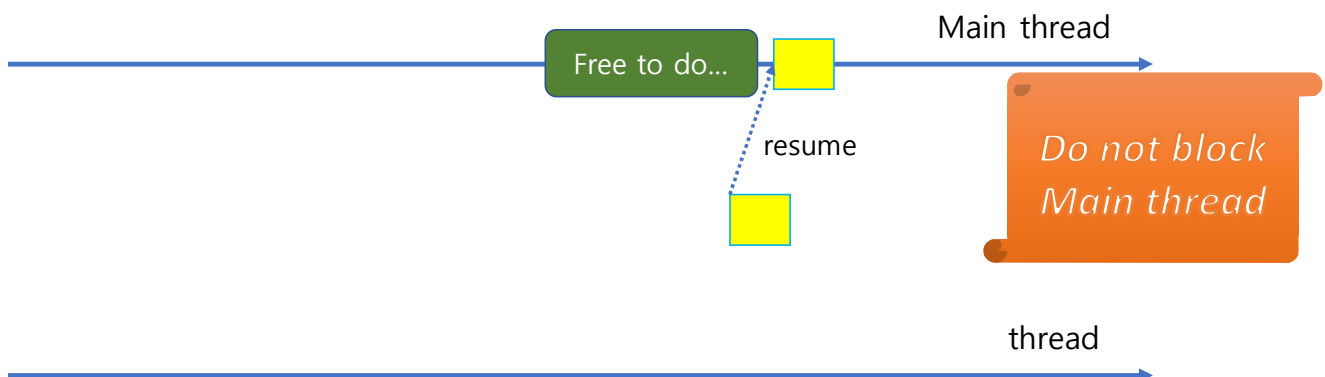 Main thread
Free to do...
resume
Do not block
Main thread
thread